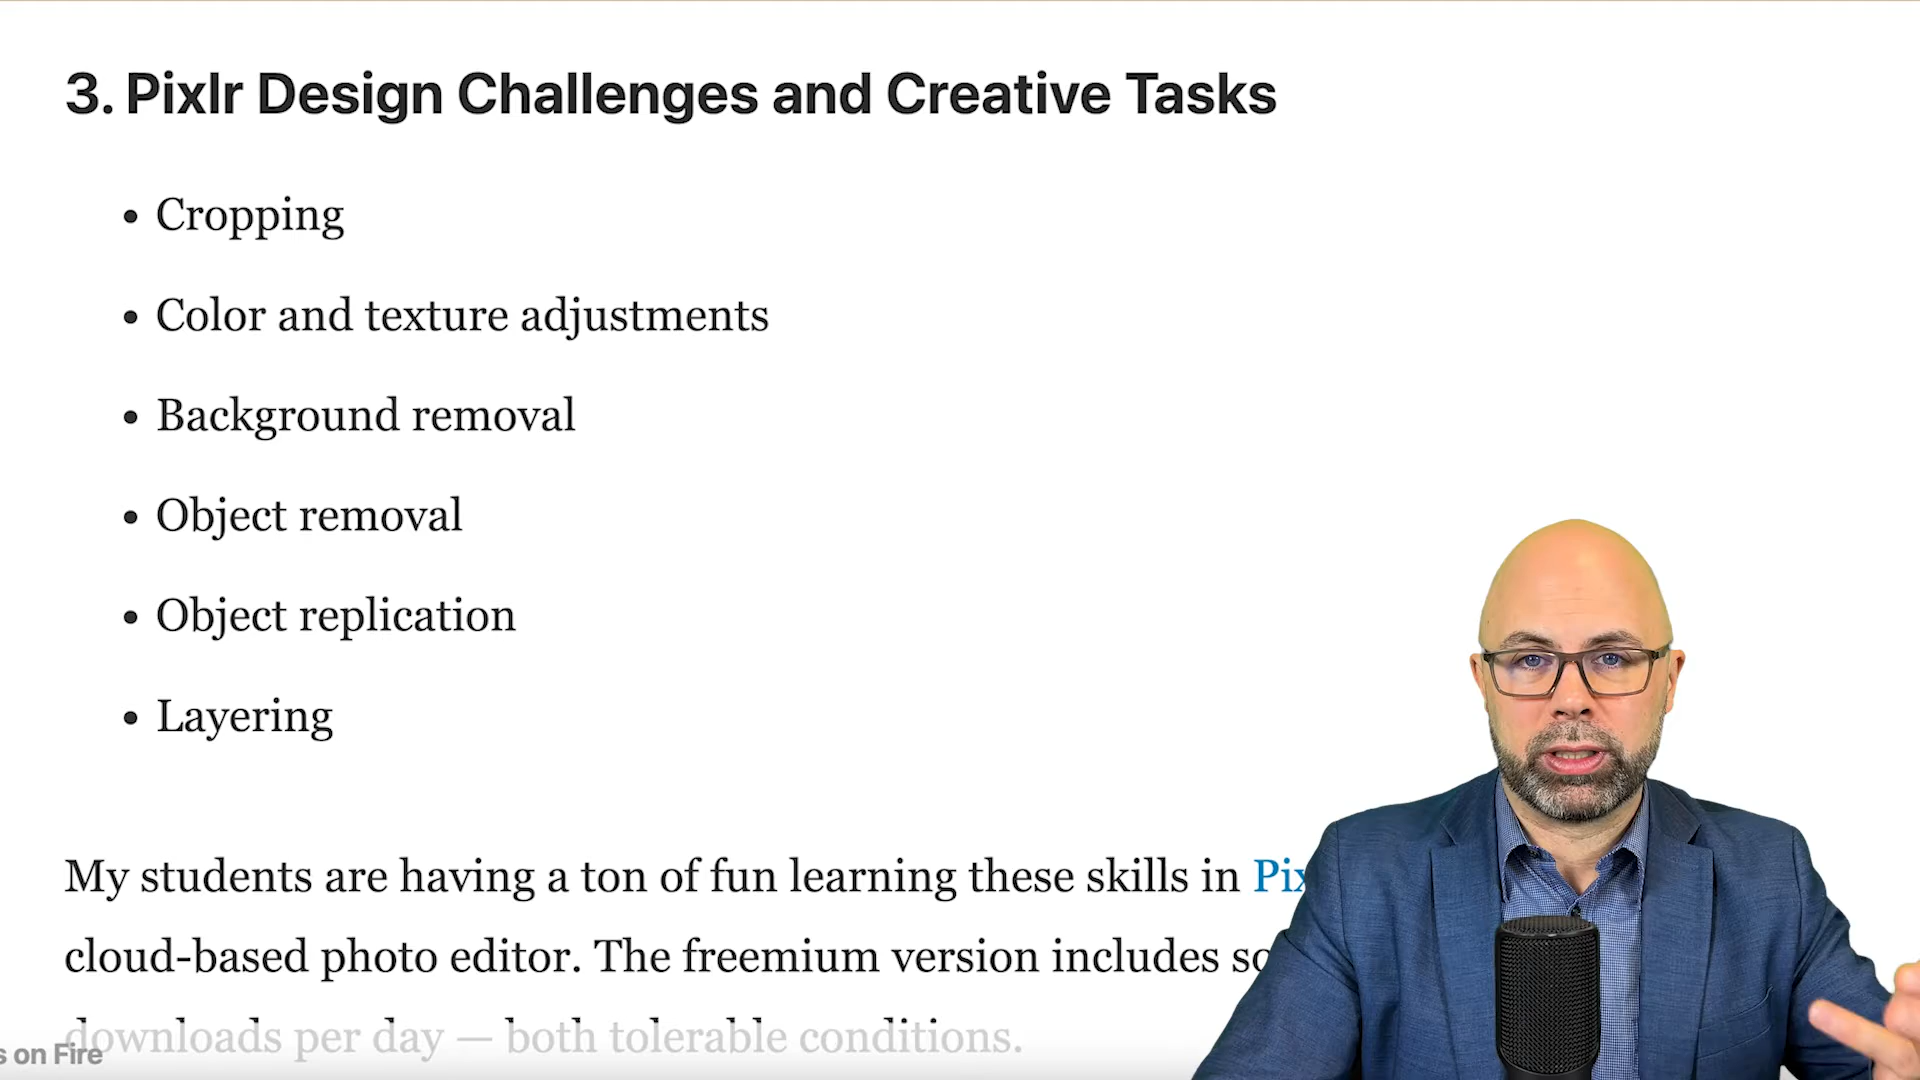 3. Pixlr Design Challenges and Creative Tasks
• Cropping
• Color and texture adjustments
• Background removal
• Object removal
• Object replication
• Layering
My students are having a ton of fun learning these skills in
cloud-based photo editor. The freemium version includes
downloads per day — both tolerable conditions.
s on Fire